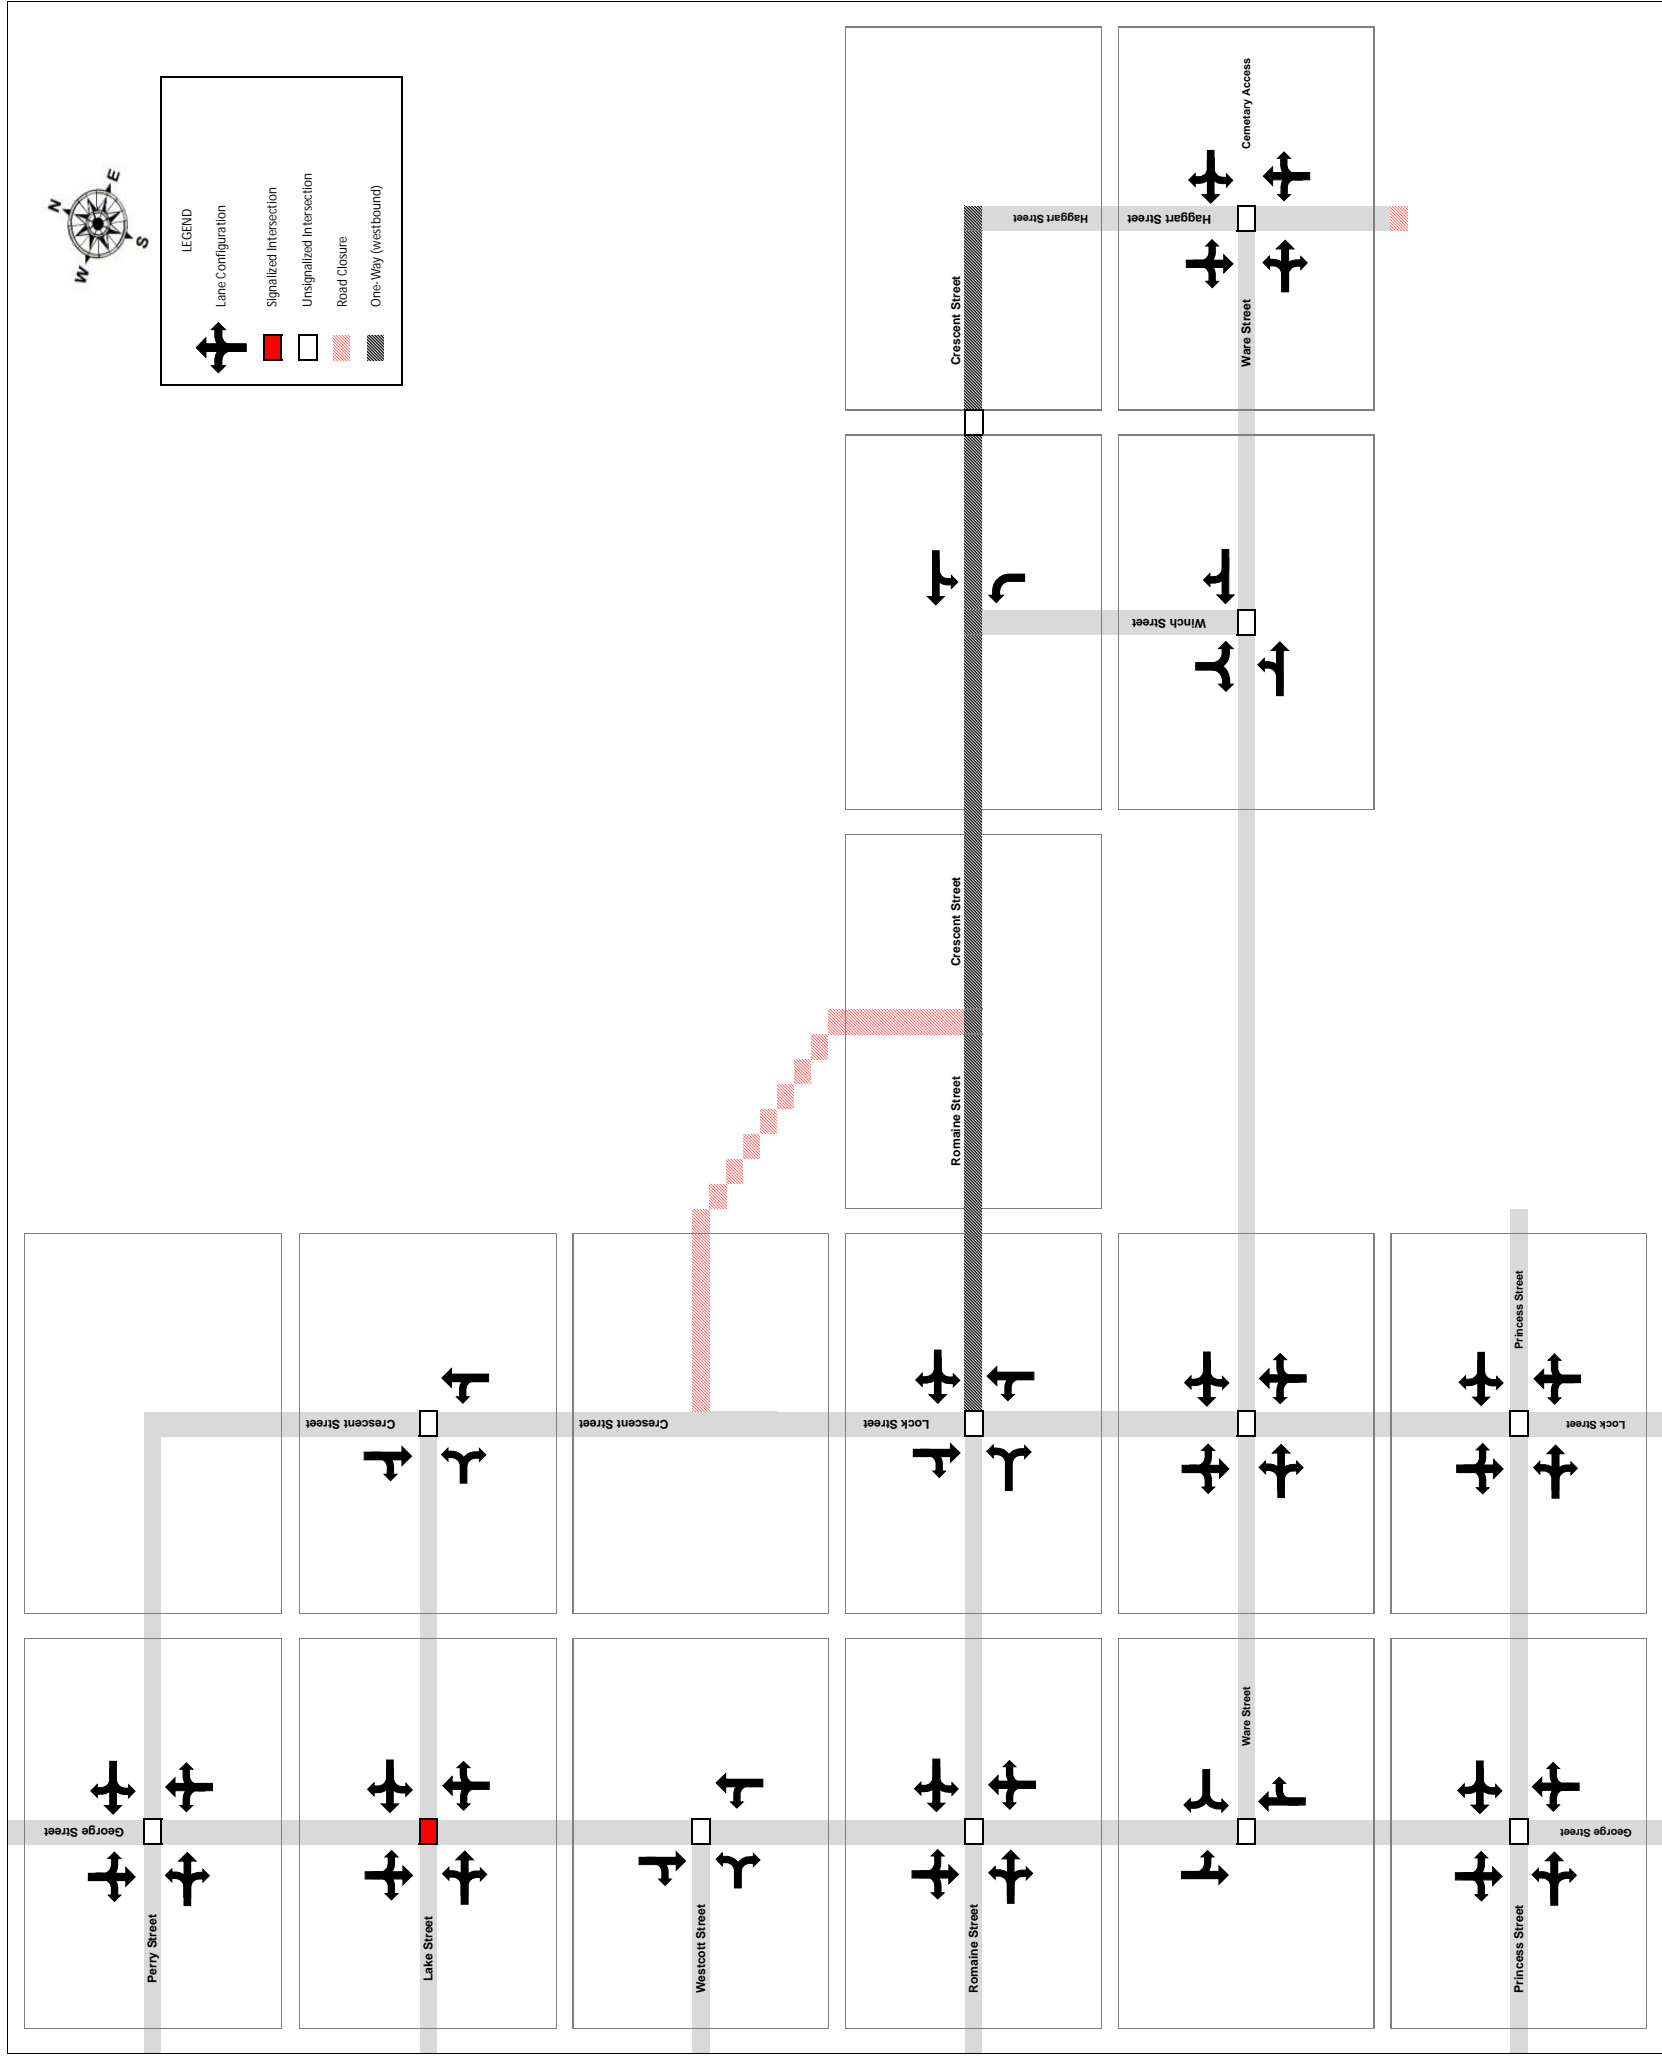 N
E
S
W
LEGEND
Lane Configuration
Signalized Intersection
Unsignalized Intersection
Road Closure
One-Way (westbound)
Cemetary Access
Haggart Street
Haggart Street
Crescent Street
Ware Street
Winch Street
Crescent Street
Romaine Street
Princess Street
Crescent Street
Crescent Street
Lock Street
Lock Street
Ware Street
George Street
George Street
Perry Street
Lake Street
Westcott Street
Romaine Street
Princess Street